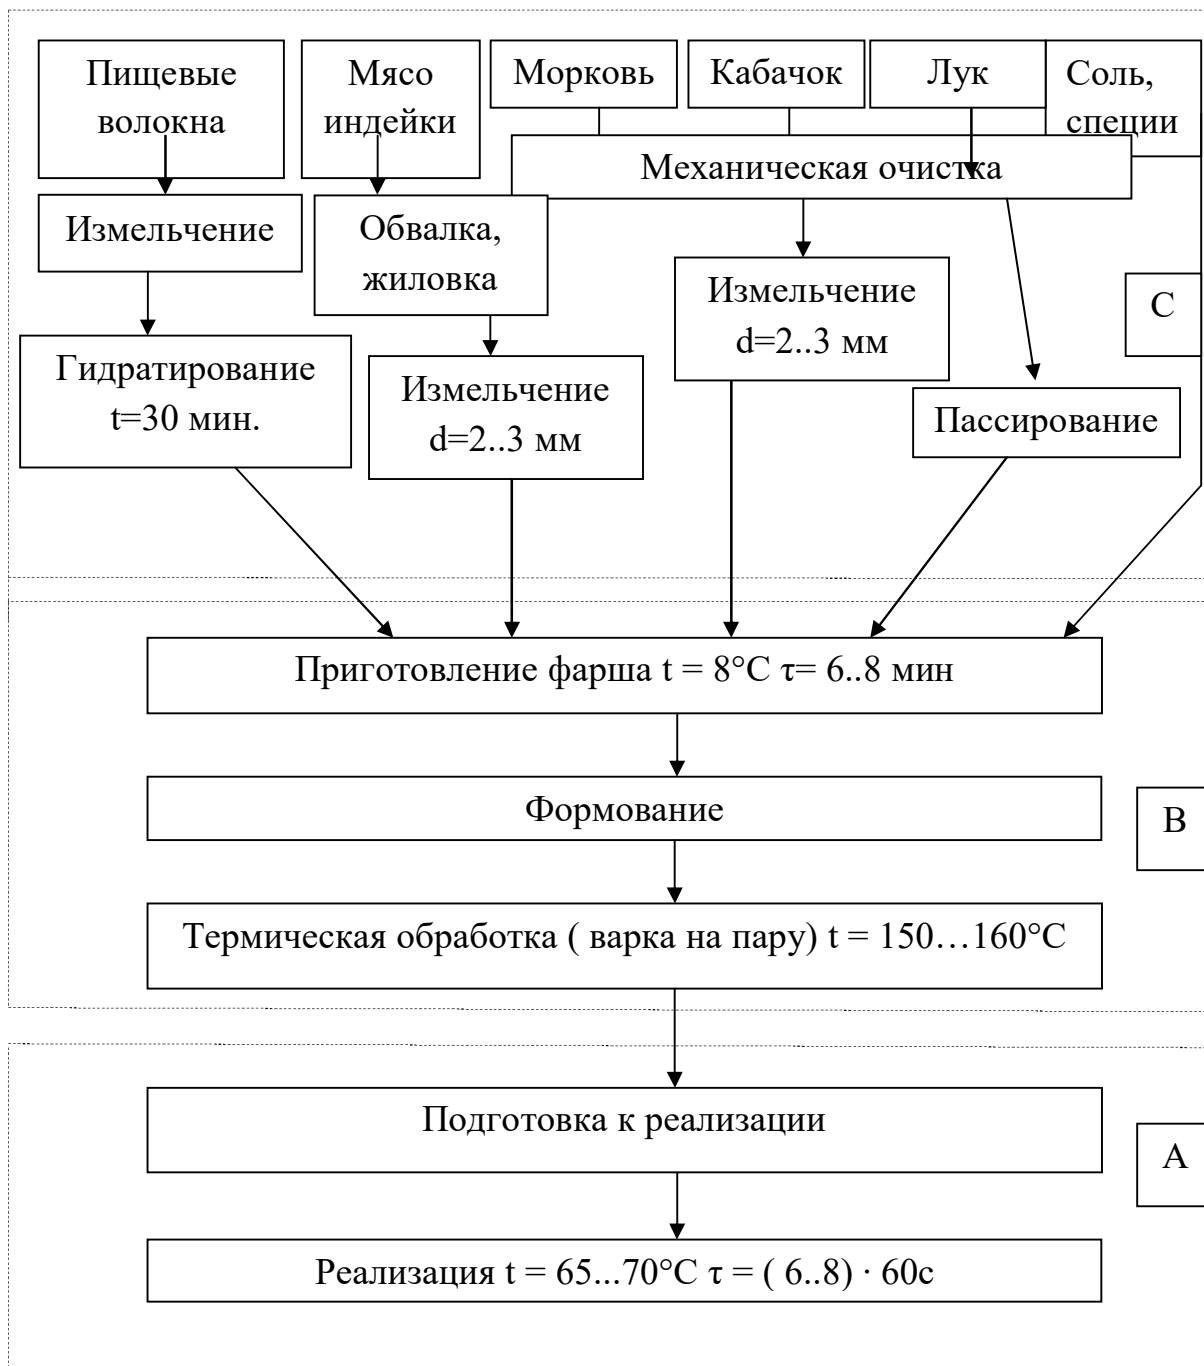 Пищевые
волокна
Мясо
индейки
Морковь
Кабачок
Лук
Соль,
специи
Механическая очистка
Измельчение
Обвалка,
жиловка
Измельчение
d=2..3 мм
С
Гидратирование
t=30 мин.
Измельчение
d=2..3 мм
Пассирование
Приготовление фарша t = 8°С τ= 6..8 мин
Формование
В
Термическая обработка ( варка на пару) t = 150…160°С
Подготовка к реализации
А
Реализация t = 65...70°С τ = ( 6..8) · 60с